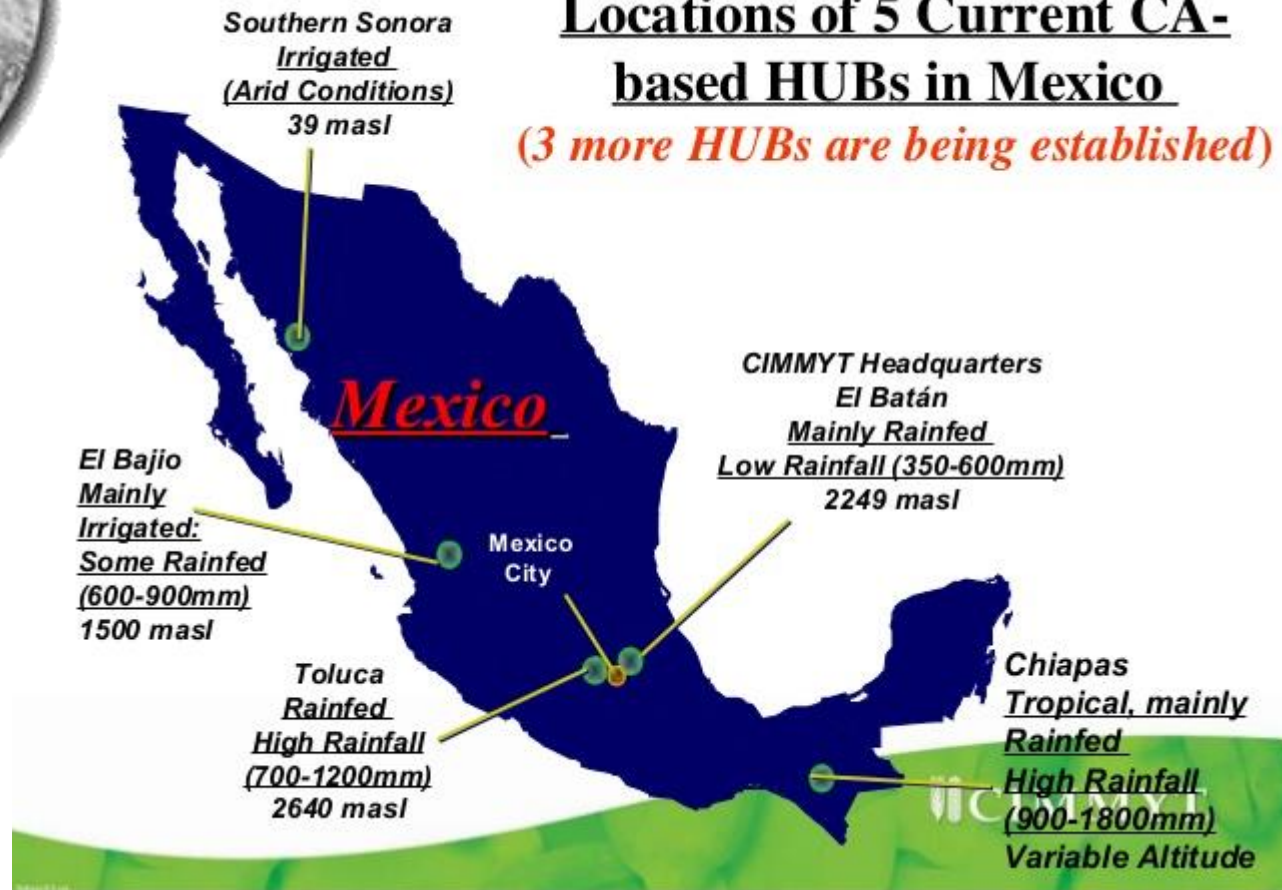 Locations of 5 Current CA-
based HUBs in Mexico
(3 more HUBs are being established)
Southern Sonora
Irrigated
(Arid Conditions)
39 masl
Mexico
CIMMYT Headquarters
El Batán
Mainly Rainfed
Low Rainfall (350-600mm)
2249 masl
El Bajio
Mainly
Irrigated:
Some Rainfed
(600-900mm)
1500 masl
Mexico
City
Toluca
Rainfed
High Rainfall
(700-1200mm)
2640 masl
Chiapas
Tropical, mainly
Rainfed
High Rainfall
(900-1800mm)
Variable Altitude
CIMMYT